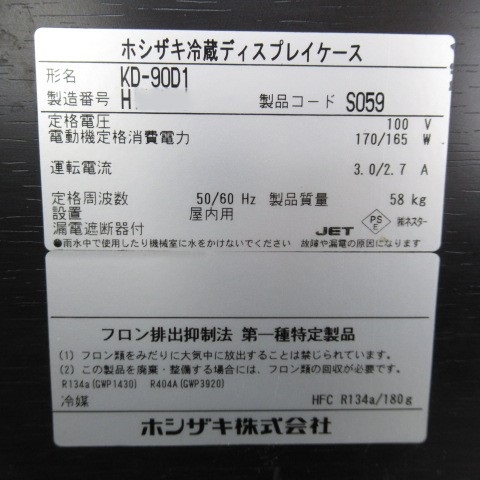 ホシザキ冷蔵ディスプレイケース
形名 KD-90D1
製造番号 H 製品コード S059
定格電圧 100 V
電動機定格消費電力 170/165 W
運転電流 3.0/2.7 A
定格周波数 50/60 Hz 製品質量 58 kg
設置 屋内用
漏電遮断器付 JET PSE ㈱ネスター
●雨水中で使用したり機械室に水をかけないでください 故障や漏電の原因になります
フロン排出抑制法 第一種特定製品
(1) フロン類をみだりに大気中に放出することは禁じられています。
(2) この製品を廃棄・整備する場合には、フロン類の回収が必要です。
R134a(GWP1430) R404A(GWP3920)
冷媒 HFC R134a/180g
ホシザキ株式会社